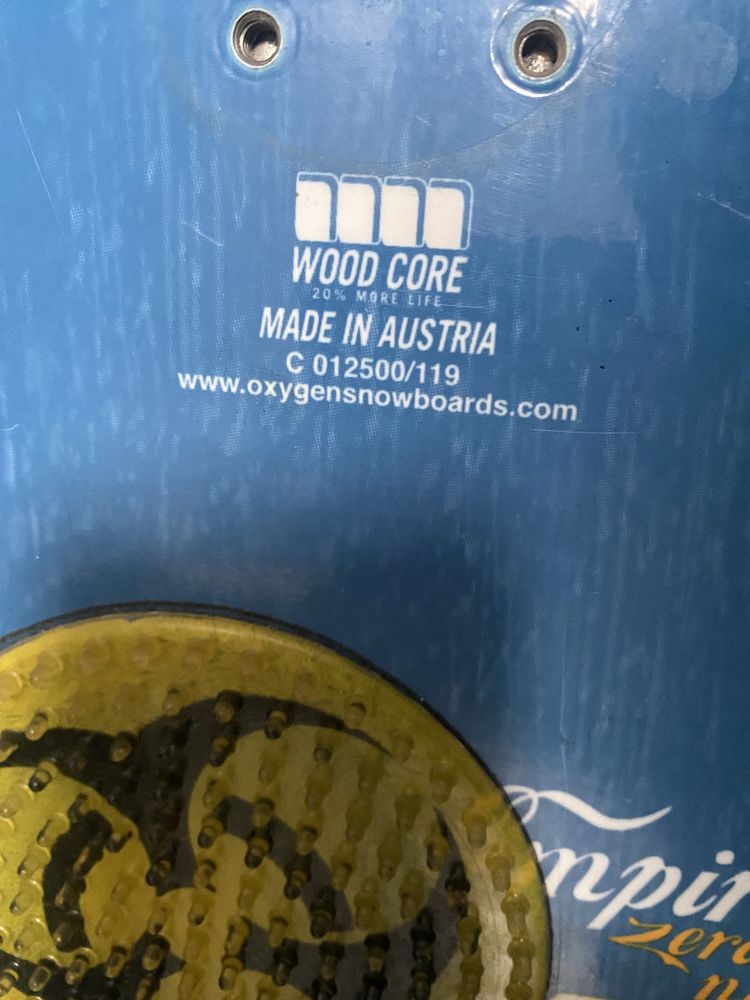 WOOD CORE
20% MORE LIFE
MADE IN AUSTRIA
C 012500/119
www.oxygensnowboards.com